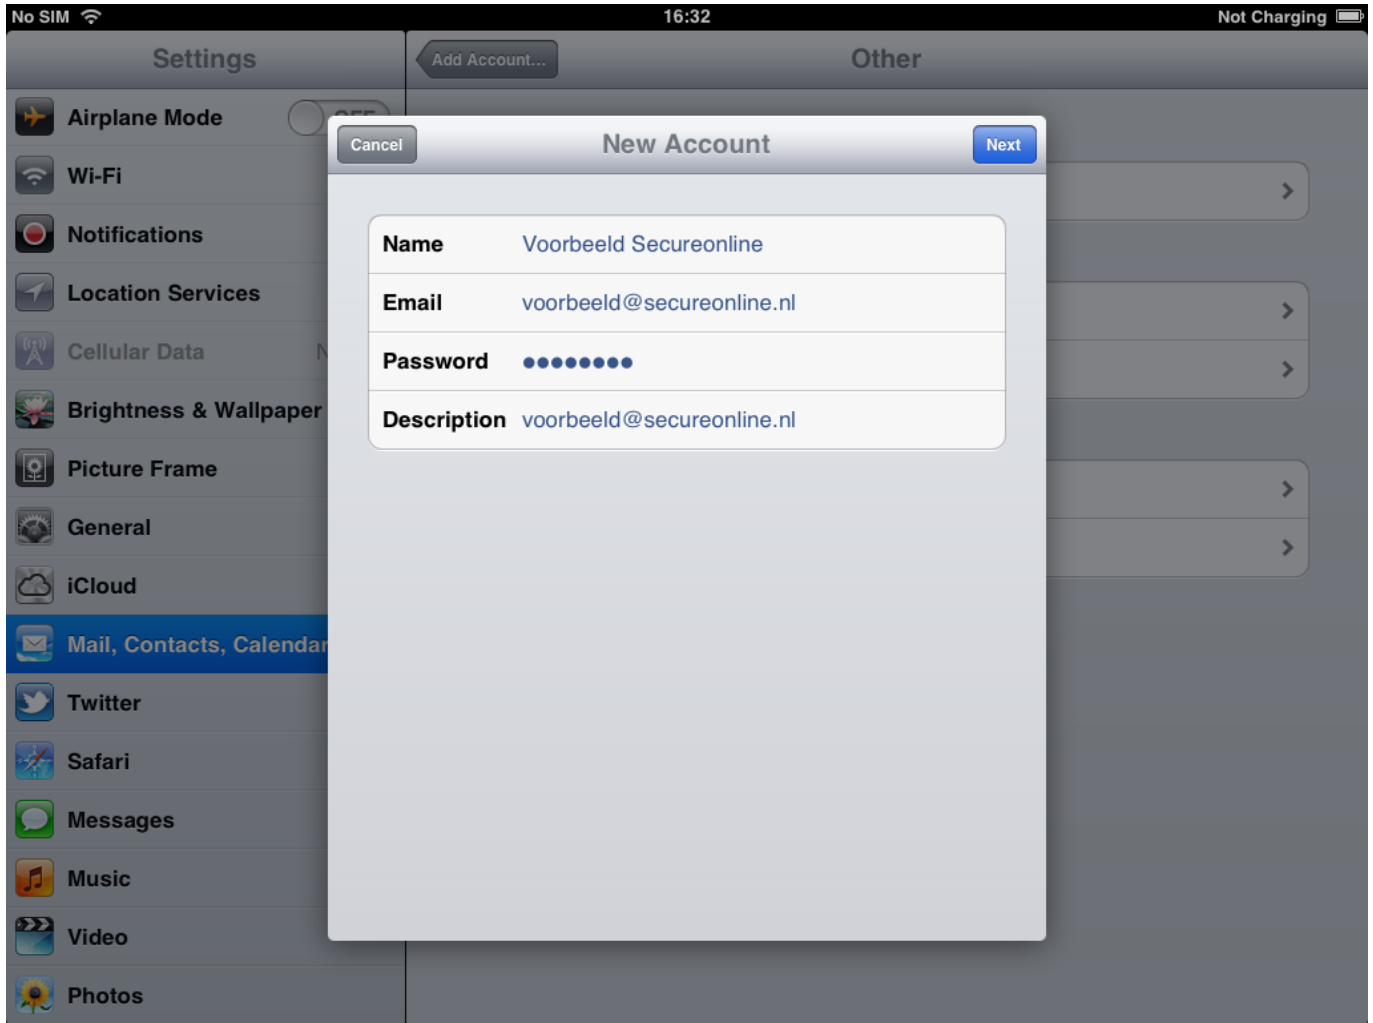 No SIM 16:32 Not Charging
Settings
Add Account... Other
Airplane Mode OFF
Wi-Fi
Notifications
Location Services
Cellular Data N
Brightness & Wallpaper
Picture Frame
General
iCloud
Mail, Contacts, Calendar
Twitter
Safari
Messages
Music
Video
Photos
Cancel New Account Next
Name Voorbeeld Secureonline
Email voorbeeld@secureonline.nl
Password ●●●●●●●●
Description voorbeeld@secureonline.nl